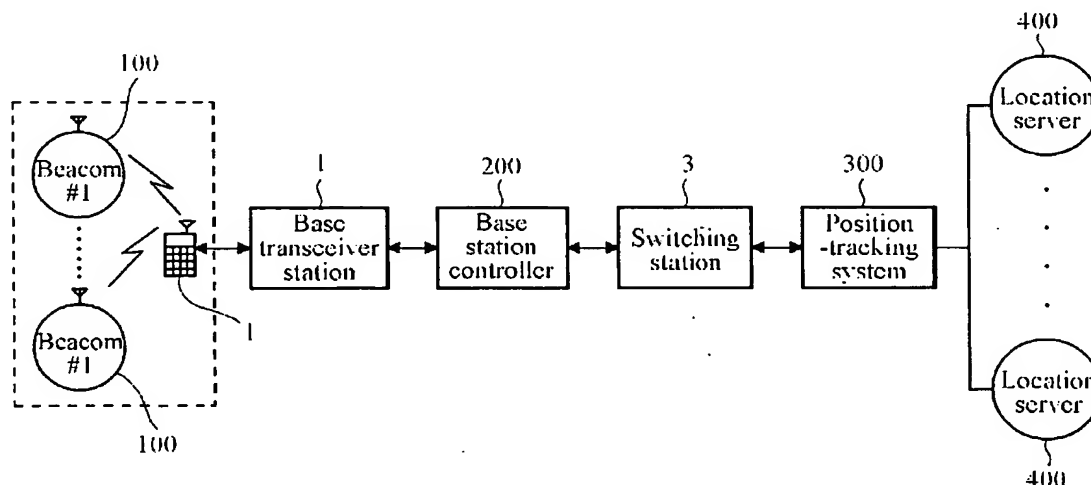 100
Beacom
#1
Beacom
#1
100
1
1
Base
transceiver
station
200
Base
station
controller
3
Switching
station
300
Position
-tracking
system
400
Location
server
Location
server
400